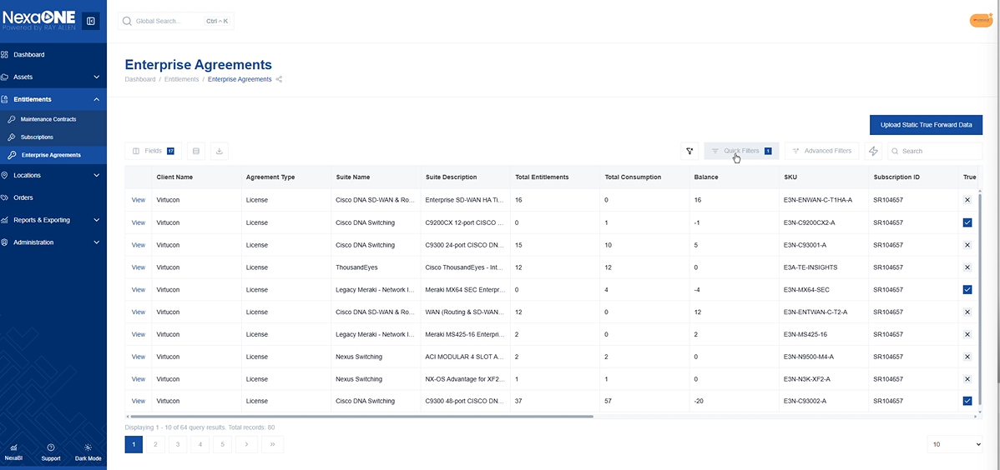 NexaONE
Powered by RAY ALLEN
Global Search...
Ctrl + K
Dashboard
Assets
Entitlements
Maintenance Contracts
Subscriptions
Enterprise Agreements
Locations
Orders
Reports & Exporting
Administration
NexaBI
Support
Dark Mode
Enterprise Agreements
Dashboard / Entitlements / Enterprise Agreements
Upload Static True Forward Data
Fields 17
Quick Filters 1
Advanced Filters
Search
Client Name Agreement Type Suite Name Suite Description Total Entitlements Total Consumption Balance SKU Subscription ID True
View Virtucon License Cisco DNA SD-WAN & Ro... Enterprise SD-WAN HA Ti... 16 0 16 E3N-ENWAN-C-T1HA-A SR104657
View Virtucon License Cisco DNA Switching C9200CX 12-port CISCO ... 0 1 -1 E3N-C9200CX2-A SR104657
View Virtucon License Cisco DNA Switching C9300 24-port CISCO DN... 15 10 5 E3N-C93001-A SR104657
View Virtucon License ThousandEyes Cisco ThousandEyes - Int... 12 12 0 E3A-TE-INSIGHTS SR104657
View Virtucon License Legacy Meraki - Network I... Meraki MX64 SEC Enterpr... 0 4 -4 E3N-MX64-SEC SR104657
View Virtucon License Cisco DNA SD-WAN & Ro... WAN (Routing & SD-WAN... 12 0 12 E3N-ENTWAN-C-T2-A SR104657
View Virtucon License Legacy Meraki - Network I... Meraki MS425-16 Enterpri... 2 0 2 E3N-MS425-16 SR104657
View Virtucon License Nexus Switching ACI MODULAR 4 SLOT A... 2 2 0 E3N-N9500-M4-A SR104657
View Virtucon License Nexus Switching NX-OS Advantage for XF2... 1 1 0 E3N-N3K-XF2-A SR104657
View Virtucon License Cisco DNA Switching C9300 48-port CISCO DN... 37 57 -20 E3N-C93002-A SR104657
Displaying 1 - 10 of 64 query results. Total records: 80
1 2 3 4 5 › »
10